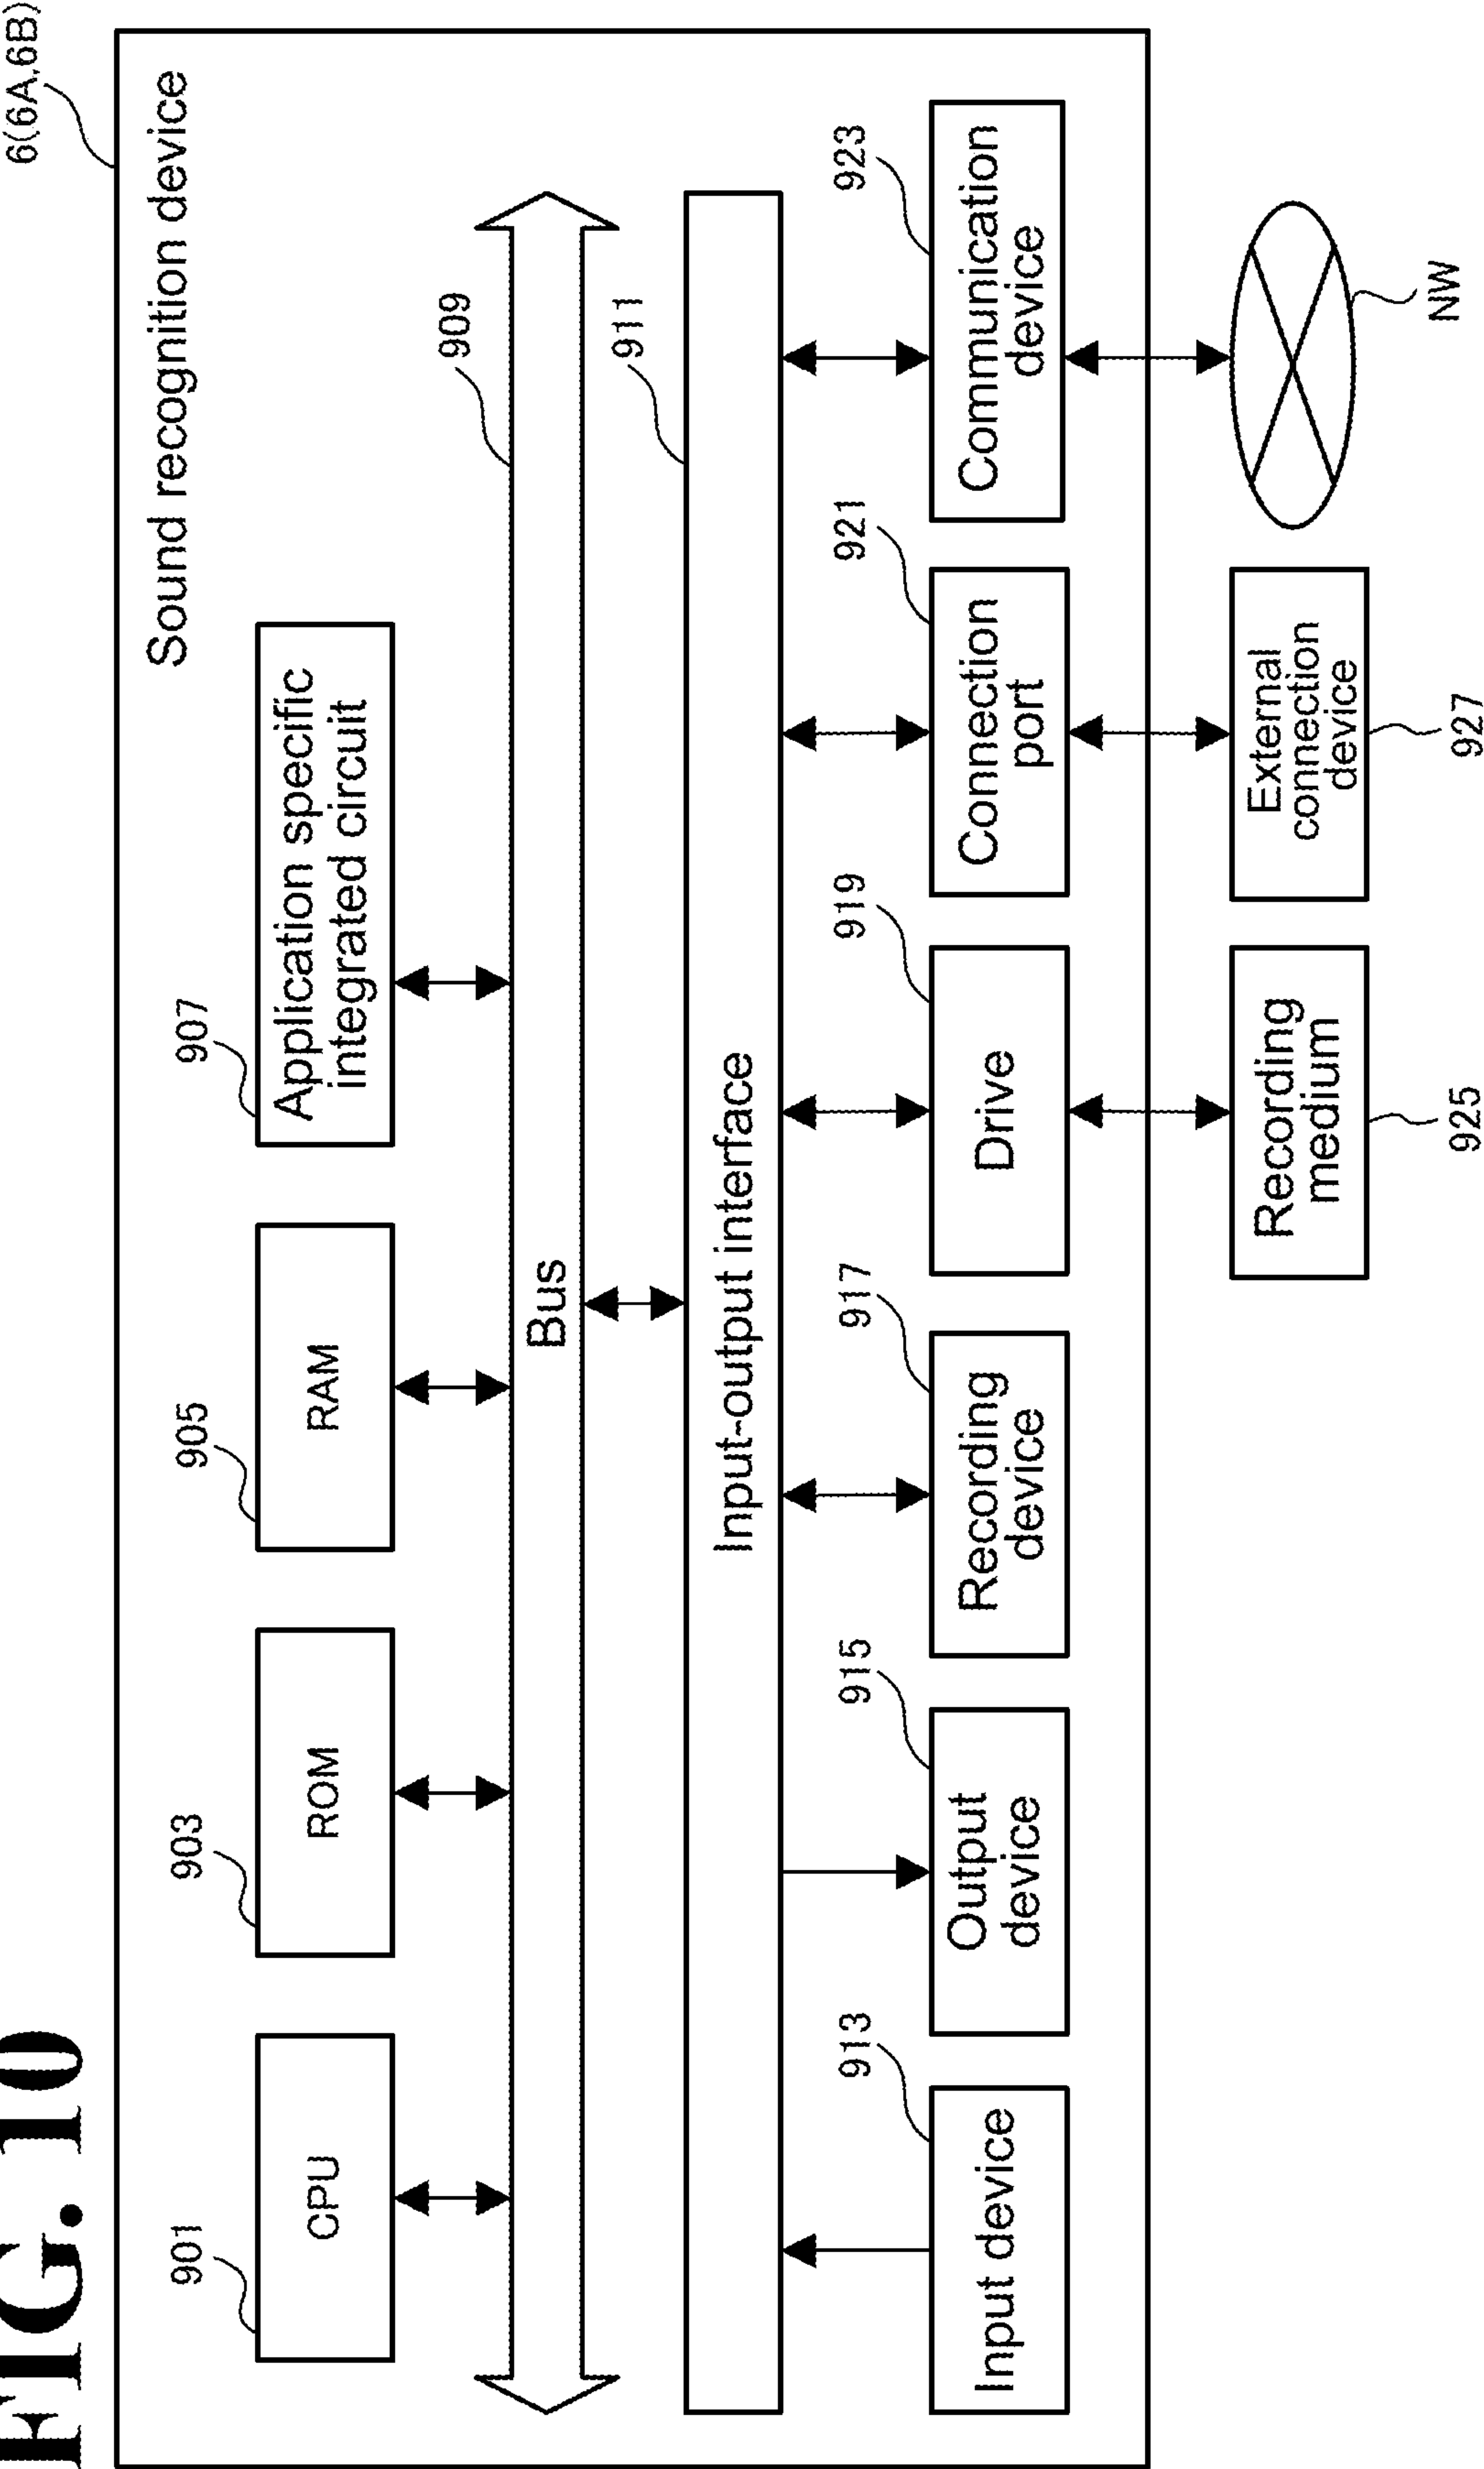 FIG. 10
6(6A,6B)
Sound recognition device
901
903
905
907
CPU
ROM
RAM
Application specific
integrated circuit
909
Bus
911
Input-output interface
913
915
917
919
921
923
Input device
Output
device
Recording
device
Drive
Connection
port
Communication
device
Recording
medium
External
connection
device
925
927
NW